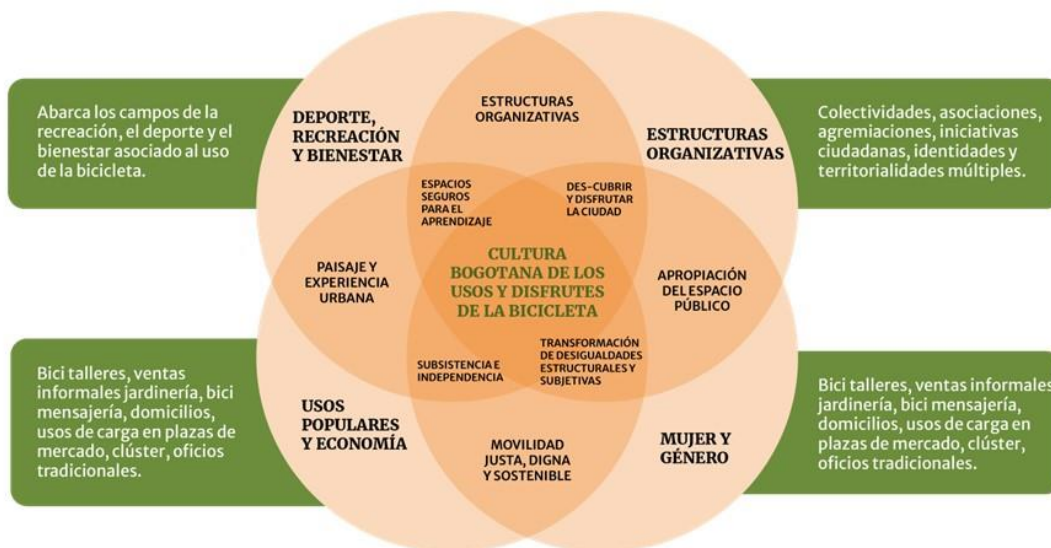 Abarca los campos de la
recreación, el deporte y el
bienestar asociado al uso
de la bicicleta.
DEPORTE,
RECREACIÓN
Y BIENESTAR
ESTRUCTURAS
ORGANIZATIVAS
ESTRUCTURAS
ORGANIZATIVAS
Colectividades, asociaciones,
agremiaciones, iniciativas
ciudadanas, identidades y
territorialidades múltiples.
ESPACIOS
SEGUROS
PARA EL
APRENDIZAJE
DES-CUBRIR
Y DISFRUTAR
LA CIUDAD
PAISAJE Y
EXPERIENCIA
URBANA
CULTURA
BOGOTANA DE LOS
USOS Y DISFRUTES
DE LA BICICLETA
APROPIACIÓN
DEL ESPACIO
PÚBLICO
SUBSISTENCIA E
INDEPENDENCIA
TRANSFORMACIÓN
DE DESIGUALDADES
ESTRUCTURALES Y
SUBJETIVAS
Bici talleres, ventas
informales jardinería, bici
mensajería, domicilios,
usos de carga en plazas de
mercado, clúster, oficios
tradicionales.
USOS
POPULARES
Y ECONOMÍA
MOVILIDAD
JUSTA, DIGNA
Y SOSTENIBLE
MUJER Y
GÉNERO
Bici talleres, ventas informales
jardinería, bici mensajería,
domicilios, usos de carga en
plazas de mercado, clúster,
oficios tradicionales.